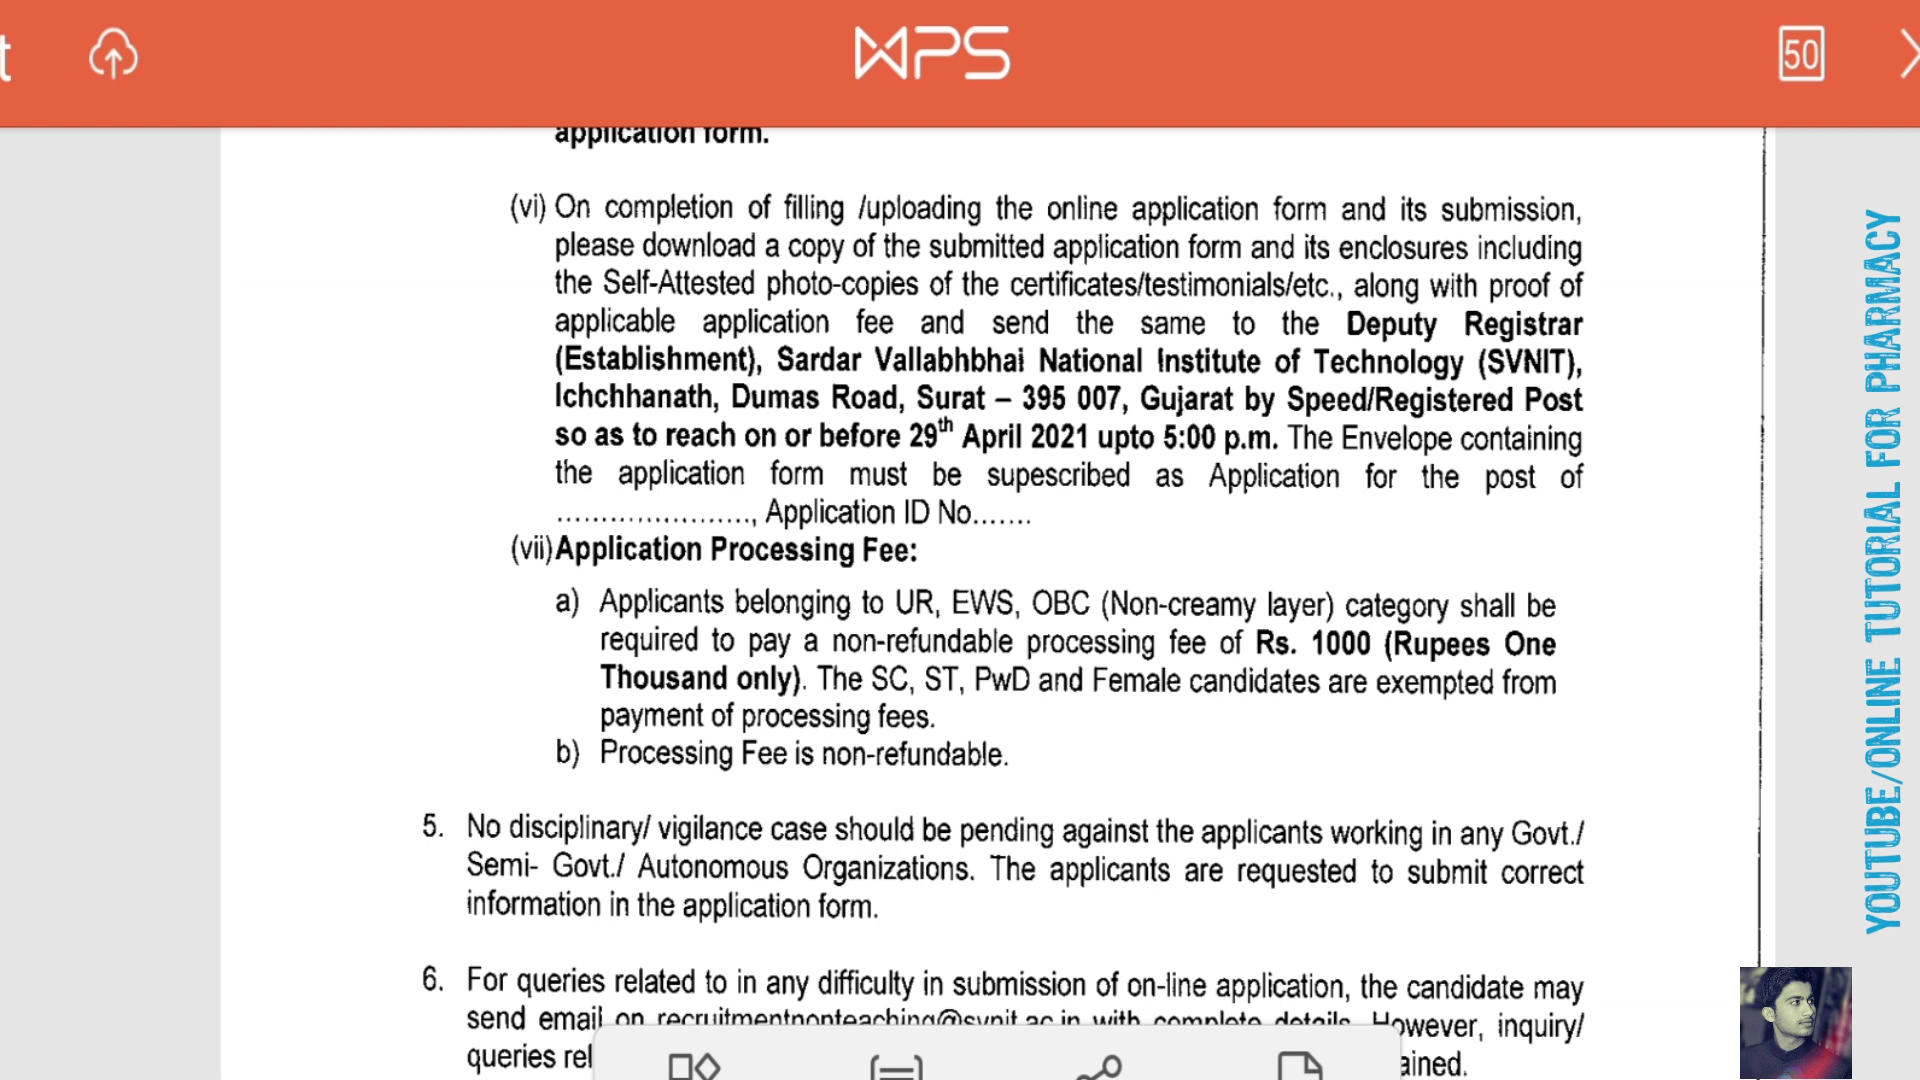 t
WPS
50
application form.
(vi) On completion of filling /uploading the online application form and its submission,
please download a copy of the submitted application form and its enclosures including
the Self-Attested photo-copies of the certificates/testimonials/etc., along with proof of
applicable application fee and send the same to the Deputy Registrar
(Establishment), Sardar Vallabhbhai National Institute of Technology (SVNIT),
Ichchhanath, Dumas Road, Surat – 395 007, Gujarat by Speed/Registered Post
so as to reach on or before 29th April 2021 upto 5:00 p.m. The Envelope containing
the application form must be supescribed as Application for the post of
......................, Application ID No.......
(vii) Application Processing Fee:
a) Applicants belonging to UR, EWS, OBC (Non-creamy layer) category shall be
required to pay a non-refundable processing fee of Rs. 1000 (Rupees One
Thousand only). The SC, ST, PwD and Female candidates are exempted from
payment of processing fees.
b) Processing Fee is non-refundable.
5. No disciplinary/ vigilance case should be pending against the applicants working in any Govt./
Semi- Govt./ Autonomous Organizations. The applicants are requested to submit correct
information in the application form.
6. For queries related to in any difficulty in submission of on-line application, the candidate may
send email on recruitmentnonteaching@svnit.ac.in with complete details. However, inquiry/
queries rel
ained.
YOUTUBE/ONLINE TUTORIAL FOR PHARMACY